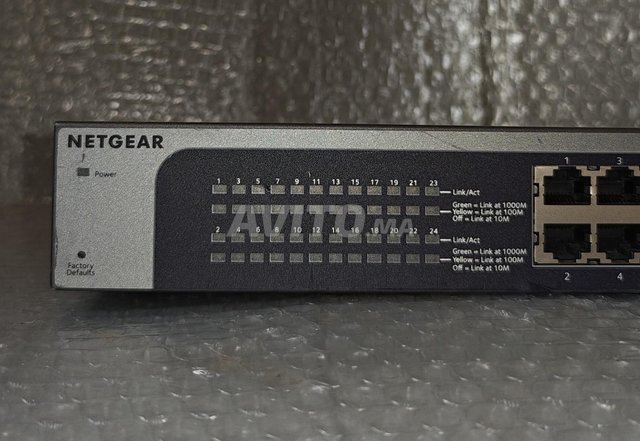 NETGEAR
Power
Factory
Defaults
1 3 5 7 9 11 13 15 17 19 21 23
Link/Act
Green = Link at 1000M
Yellow = Link at 100M
Off = Link at 10M
2 4 6 8 10 12 14 16 18 20 22 24
Link/Act
Green = Link at 1000M
Yellow = Link at 100M
Off = Link at 10M
1 3
2 4
AVITO.MA